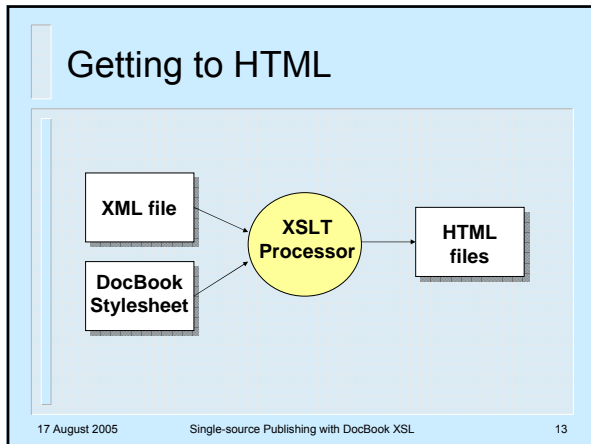 Getting to HTML
XML file
DocBook
Stylesheet
XSLT
Processor
HTML
files
17 August 2005
Single-source Publishing with DocBook XSL
13